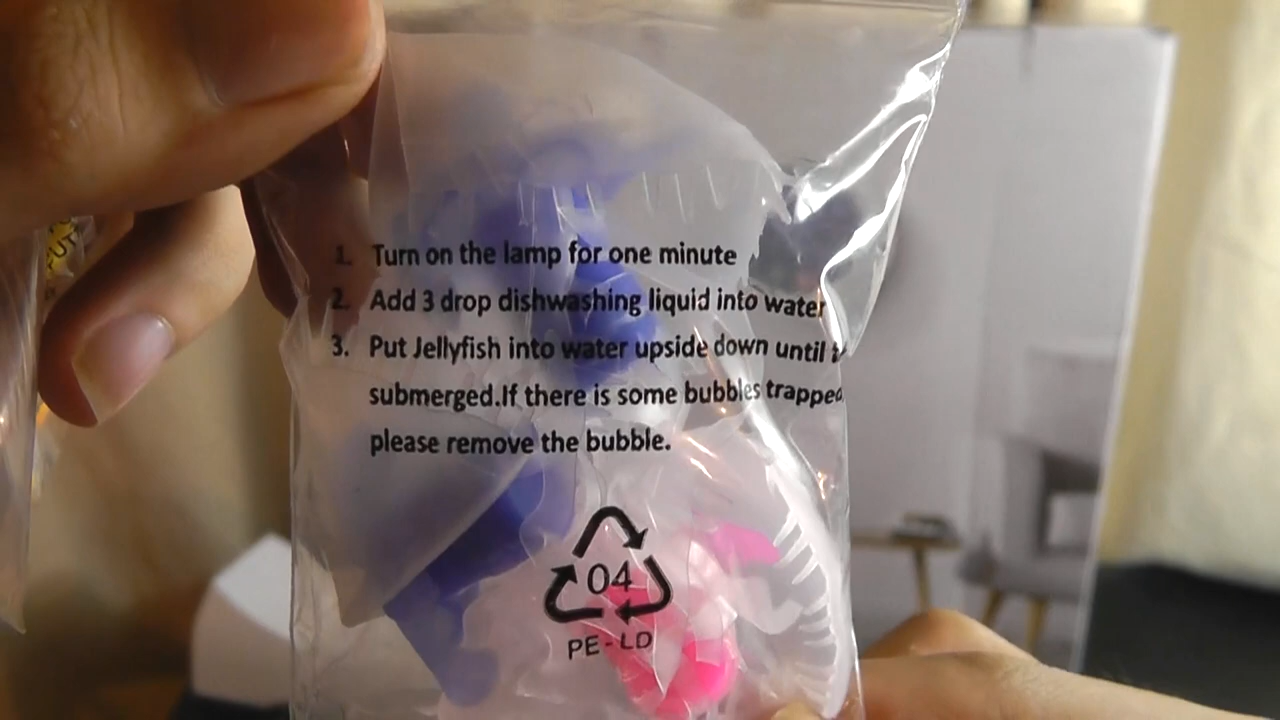 1. Turn on the lamp for one minute
2. Add 3 drop dishwashing liquid into water
3. Put Jellyfish into water upside down until
submerged.If there is some bubbles trapped
please remove the bubble.
04
PE-LD